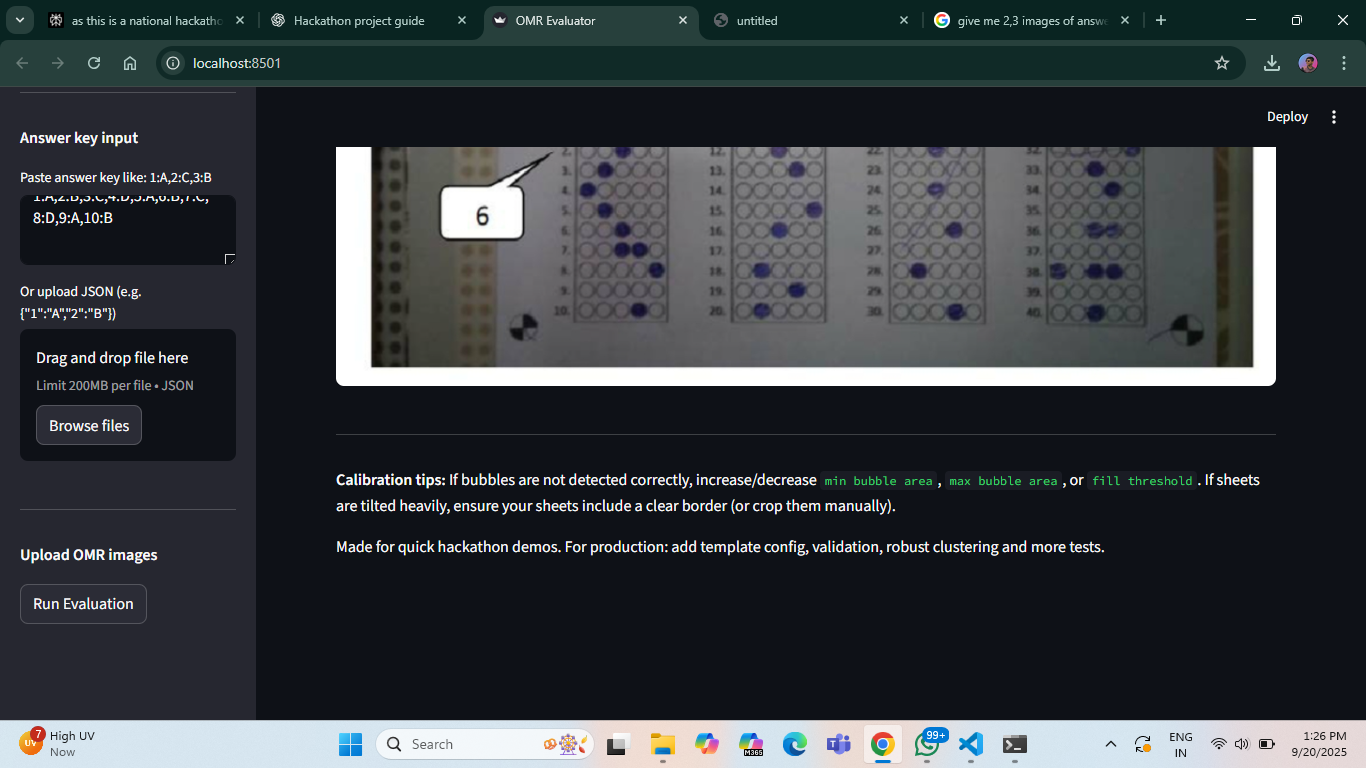 as this is a national hackatho
Hackathon project guide
OMR Evaluator
untitled
give me 2,3 images of answe
localhost:8501
Deploy
Answer key input
Paste answer key like: 1:A,2:C,3:B
1:A,2:B,3:C,4:D,5:A,6:B,7:C,
8:D,9:A,10:B
Or upload JSON (e.g.
{"1":"A","2":"B"})
Drag and drop file here
Limit 200MB per file • JSON
Browse files
Upload OMR images
Run Evaluation
6
2. 12. 22. 32.
3. 13. 23. 33.
4. 14. 24. 34.
5. 15. 25. 35.
6. 16. 26. 36.
7. 17. 27. 37.
8. 18. 28. 38.
9. 19. 29. 39.
10. 20. 30. 40.
Calibration tips: If bubbles are not detected correctly, increase/decrease min bubble area , max bubble area , or fill threshold . If sheets
are tilted heavily, ensure your sheets include a clear border (or crop them manually).
Made for quick hackathon demos. For production: add template config, validation, robust clustering and more tests.
7
UV
High UV
Now
Search
M365
99+
ENG
IN
1:26 PM
9/20/2025